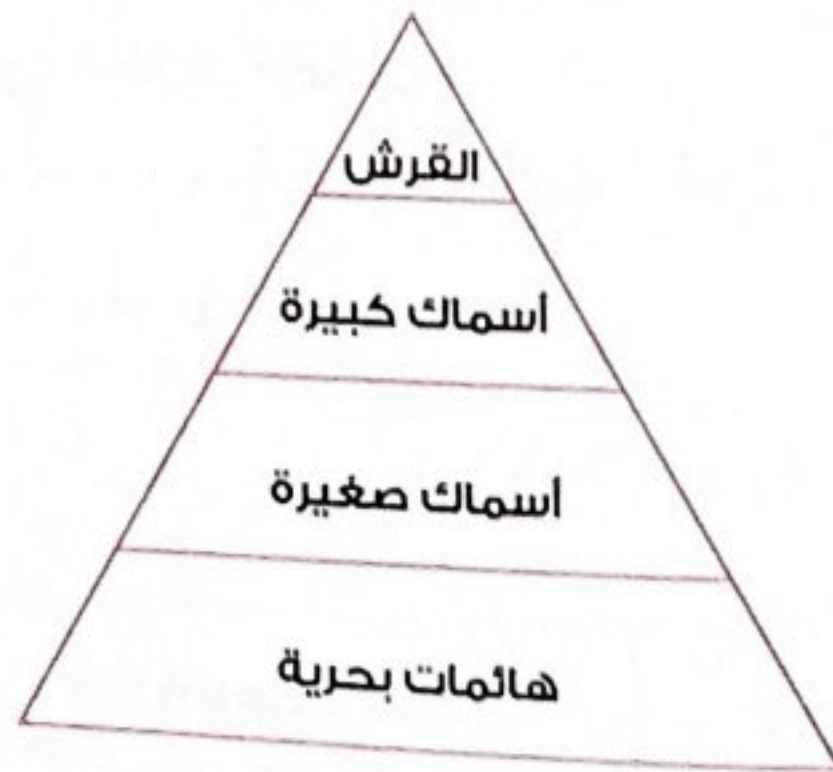 القرش
أسماك كبيرة
أسماك صغيرة
هائمات بحرية